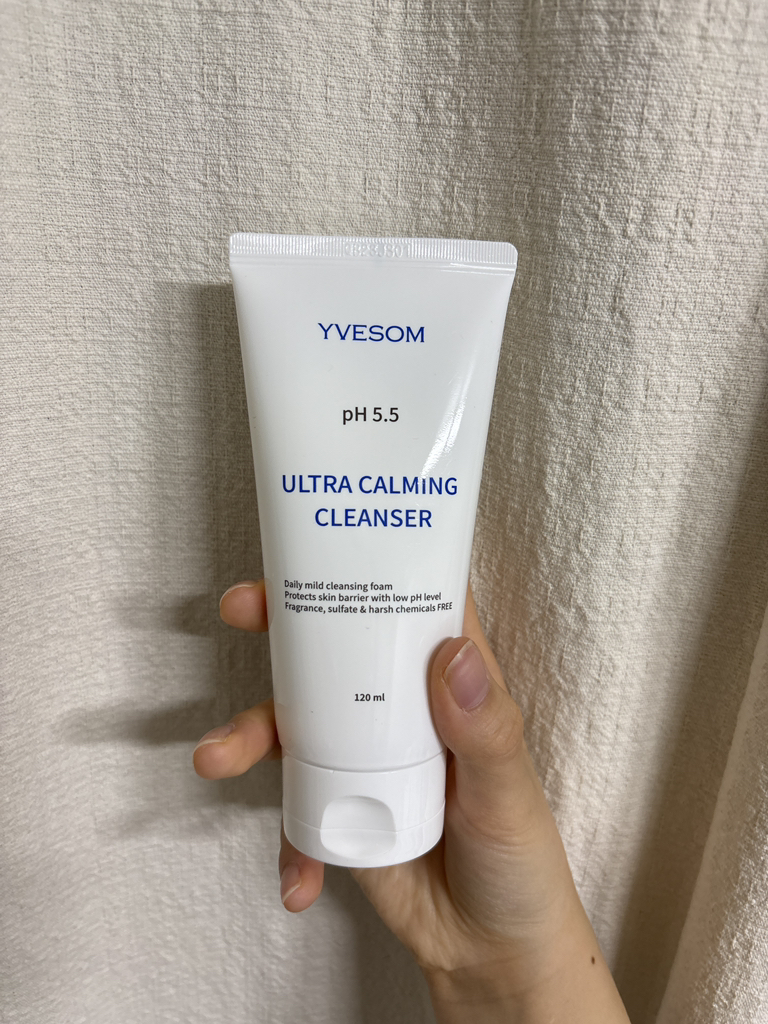 YVESOM
pH 5.5
ULTRA CALMING
CLEANSER
Daily mild cleansing foam
Protects skin barrier with low pH level
Fragrance, sulfate & harsh chemicals FREE
120 ml